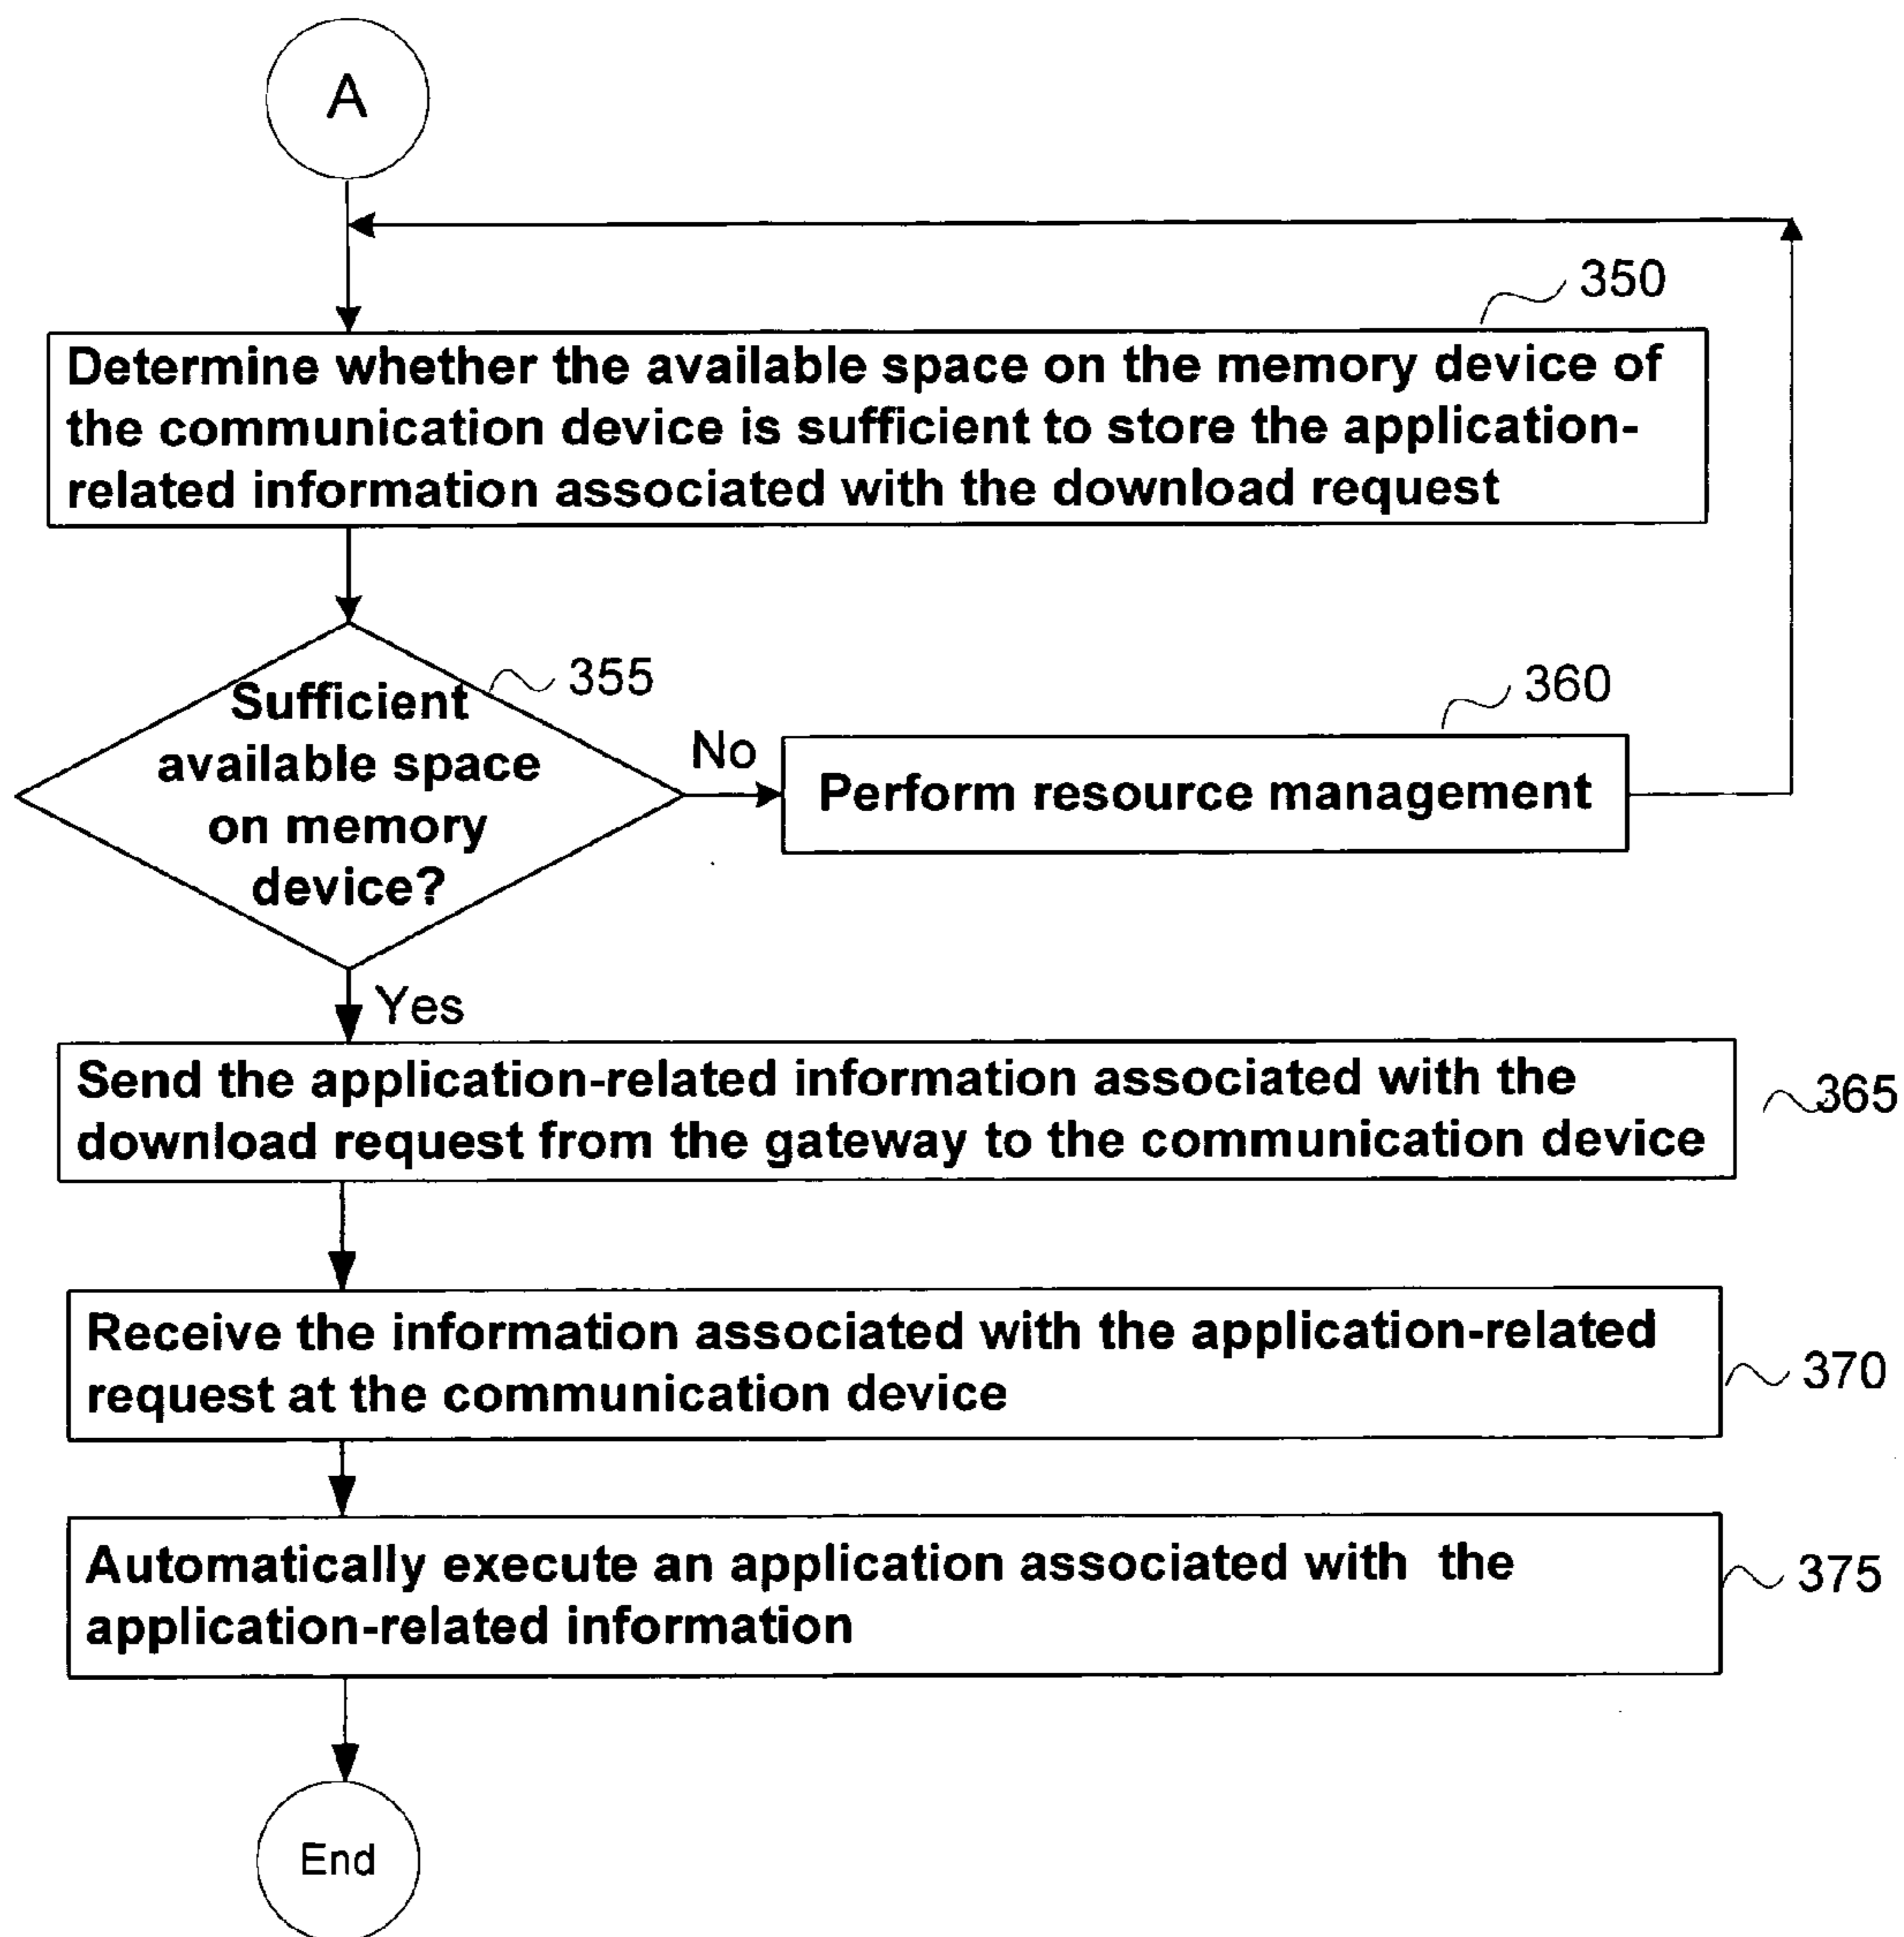 A
350
Determine whether the available space on the memory device of
the communication device is sufficient to store the application-
related information associated with the download request
355
Sufficient
available space
on memory
device?
No
360
Perform resource management
Yes
Send the application-related information associated with the
download request from the gateway to the communication device
365
Receive the information associated with the application-related
request at the communication device
370
Automatically execute an application associated with the
application-related information
375
End